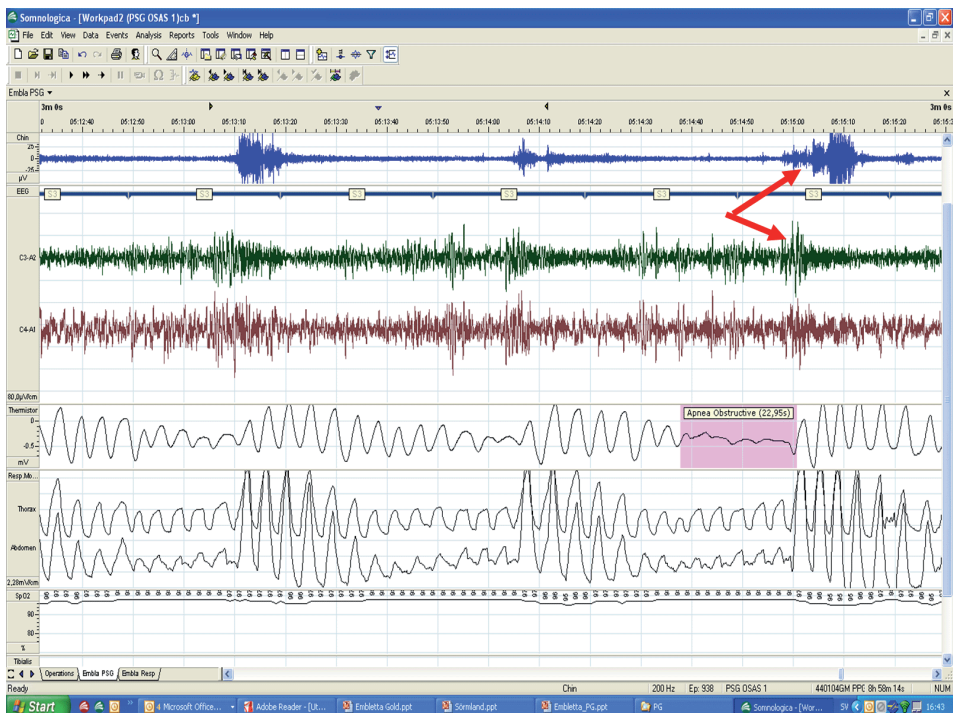 Somnologica - [Workpad2 (PSG OSAS 1)cb *]
File Edit View Data Events Analysis Reports Tools Window Help
Embla PSG
3m 0s 3m 0s
0 05:12:40 05:12:50 05:13:00 05:13:10 05:13:20 05:13:30 05:13:40 05:13:50 05:14:00 05:14:10 05:14:20 05:14:30 05:14:40 05:14:50 05:15:00 05:15:10 05:15:20 05:15:3
Chin
25
0
-25
µV
EEG S3 S3 S3 S3 S3 S3
C3-A2
C4-A1
80,0µV/cm
Thermistor
Apnea Obstructive (22,95s)
0
-0.5
mV
Resp.Mo...
Thorax
Abdomen
2,28mV/cm
SpO2
90
80
%
Tibialis
Operations Embla PSG Embla Resp
Ready Chin 200 Hz Ep: 938 PSG OSAS 1 440104GM PPC 8h 58m 14s NUM
Start 4 Microsoft Office... Adobe Reader - [Ut... Embletta Gold.ppt Sörmland.ppt Embletta_PG.ppt PG Somnologica - [Wor... SV 16:43